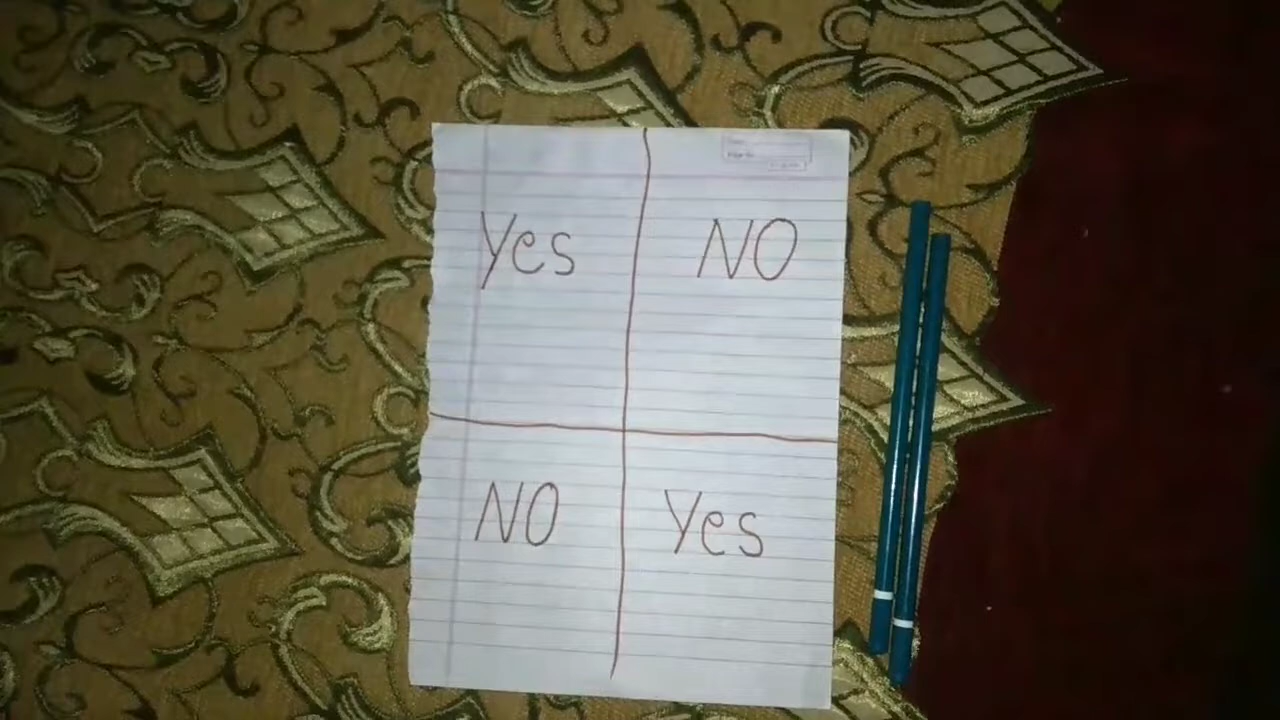 Yes NO
NO Yes